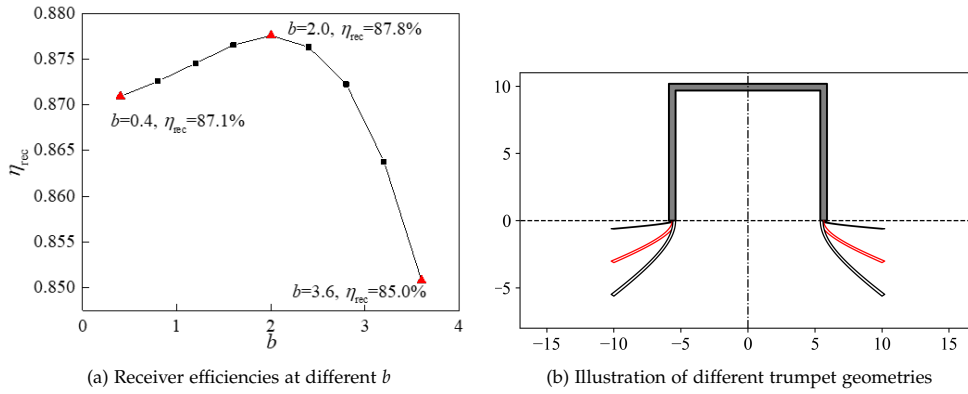 0.880
0.875
0.870
0.865
0.860
0.855
0.850
η_rec
b=2.0, η_rec=87.8%
b=0.4, η_rec=87.1%
b=3.6, η_rec=85.0%
0 1 2 3 4
b
(a) Receiver efficiencies at different b
10
5
0
−5
−15 −10 −5 0 5 10 15
(b) Illustration of different trumpet geometries